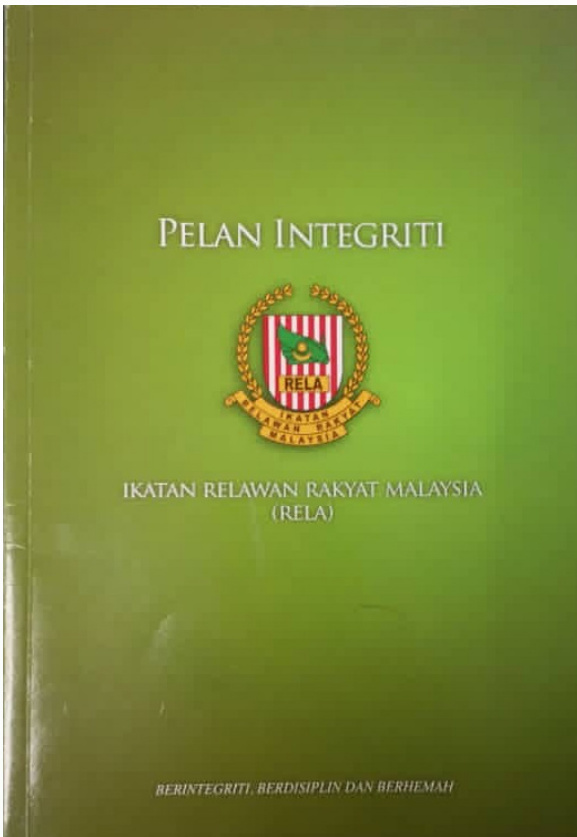 PELAN INTEGRITI
RELA
IKATAN
RELAWAN RAKYAT
MALAYSIA
IKATAN RELAWAN RAKYAT MALAYSIA
(RELA)
BERINTEGRITI, BERDISIPLIN DAN BERHEMAH